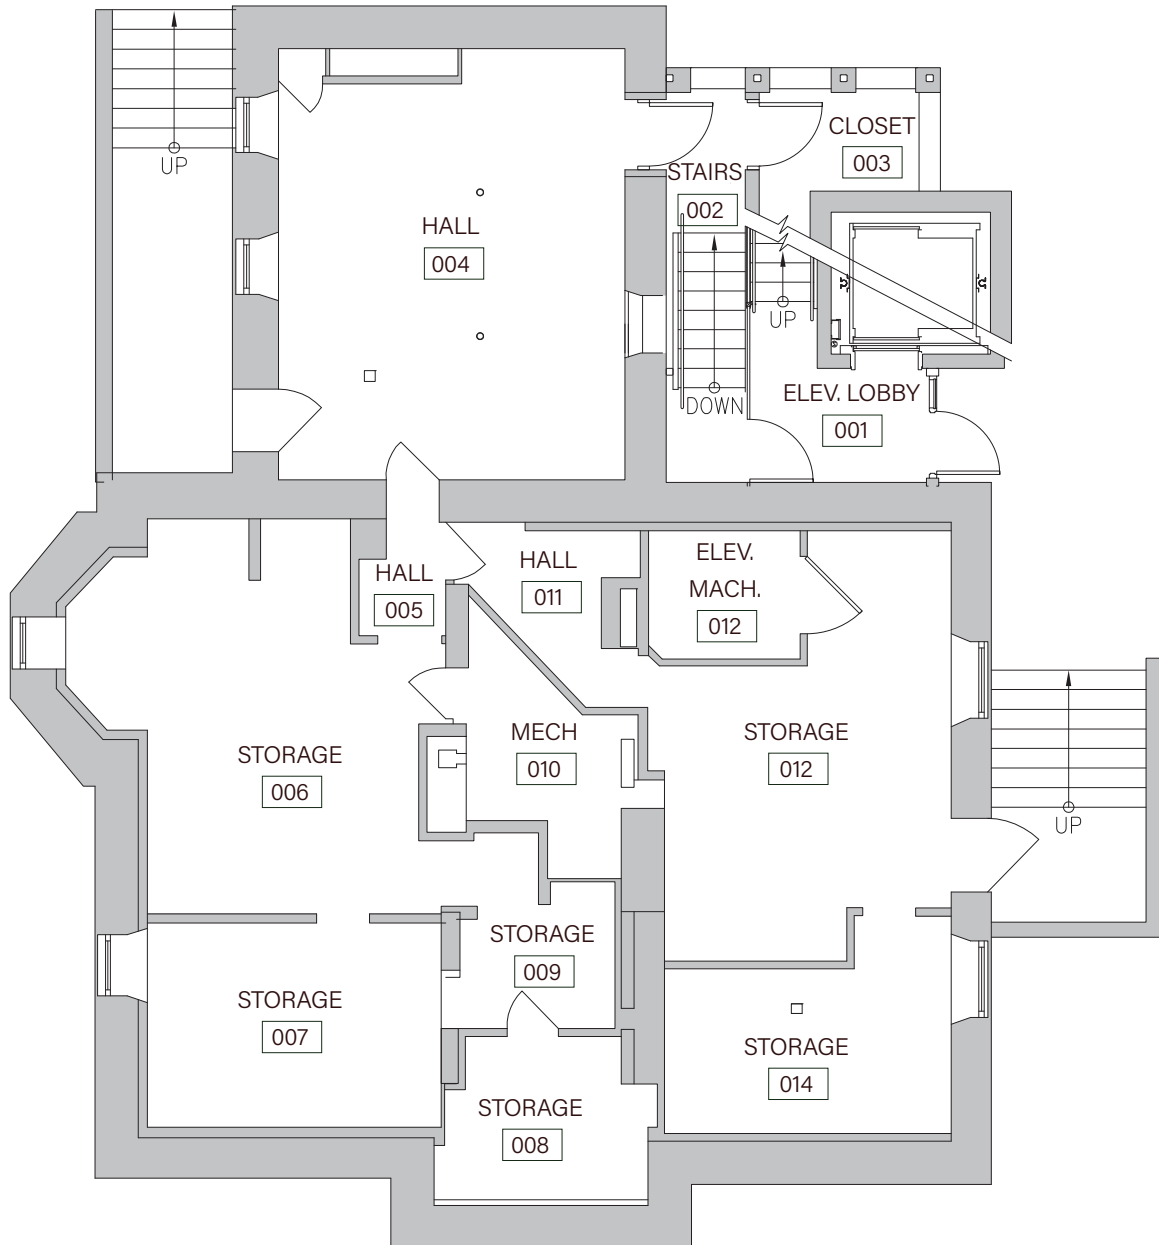 UP
CLOSET
003
STAIRS
002
HALL
004
UP
DOWN
ELEV. LOBBY
001
ELEV.
MACH.
012
HALL
011
HALL
005
MECH
010
STORAGE
012
STORAGE
006
UP
STORAGE
009
STORAGE
007
STORAGE
014
STORAGE
008